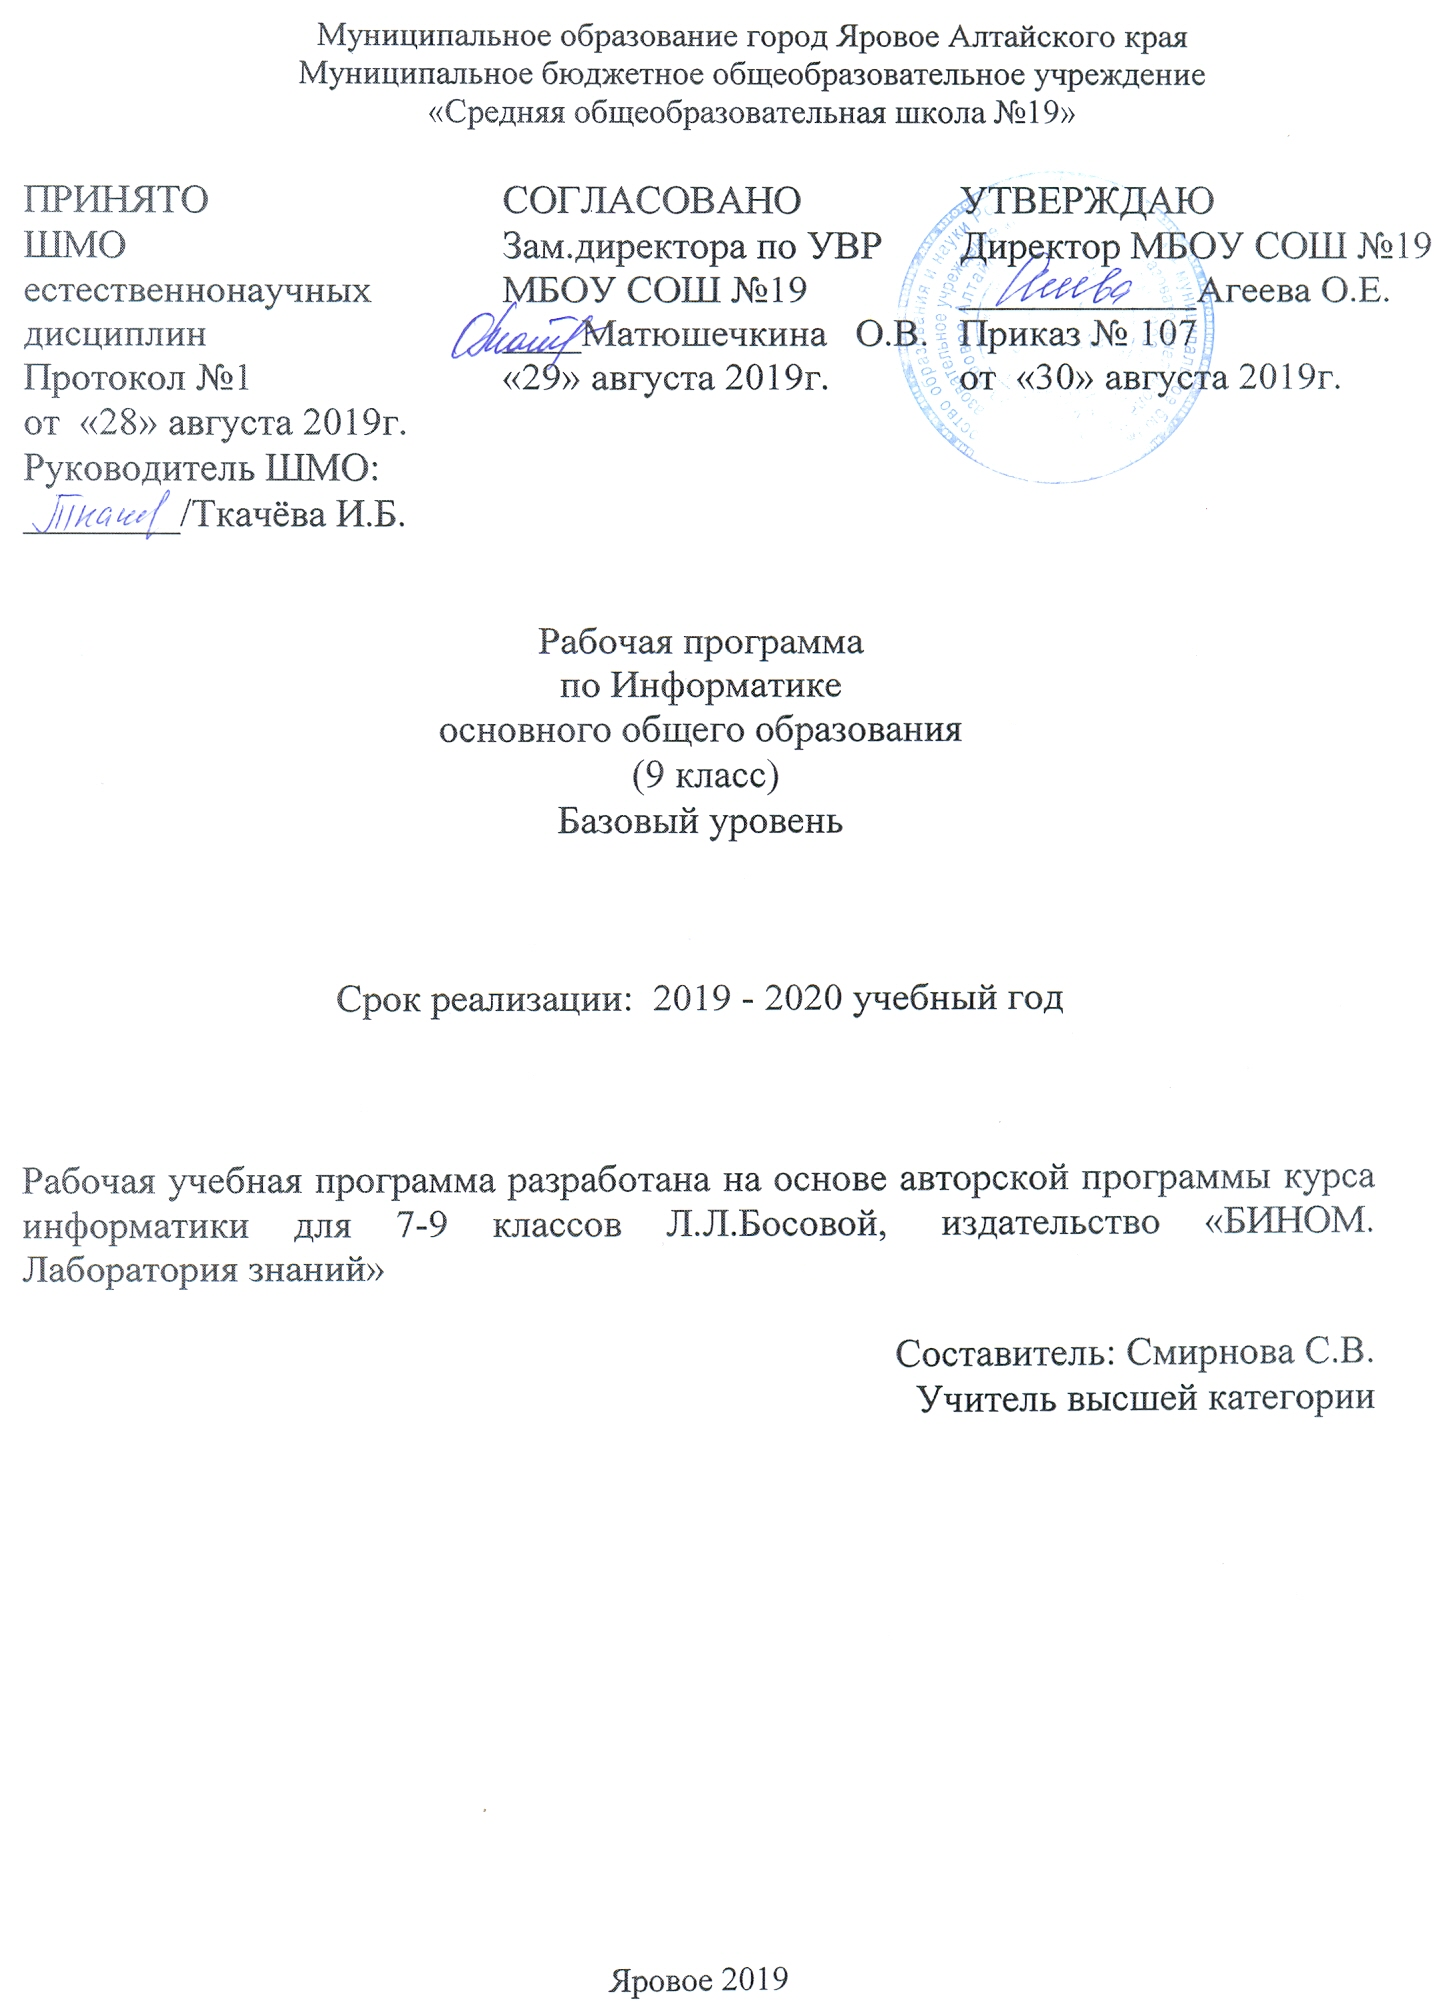 Муниципальное образование город Яровое Алтайского края
Муниципальное бюджетное общеобразовательное учреждение
«Средняя общеобразовательная школа №19»
ПРИНЯТО
ШМО
естественнонаучных
дисциплин
Протокол №1
от «28» августа 2019г.
Руководитель ШМО:
________/Ткачёва И.Б.
СОГЛАСОВАНО
Зам.директора по УВР
МБОУ СОШ №19
____Матюшечкина О.В.
«29» августа 2019г.
УТВЕРЖДАЮ
Директор МБОУ СОШ №19
____________Агеева О.Е.
Приказ № 107
от «30» августа 2019г.
Рабочая программа
по Информатике
основного общего образования
(9 класс)
Базовый уровень
Срок реализации: 2019 - 2020 учебный год
Рабочая учебная программа разработана на основе авторской программы курса
информатики для 7-9 классов Л.Л.Босовой, издательство «БИНОМ.
Лаборатория знаний»
Составитель: Смирнова С.В.
Учитель высшей категории
Яровое 2019